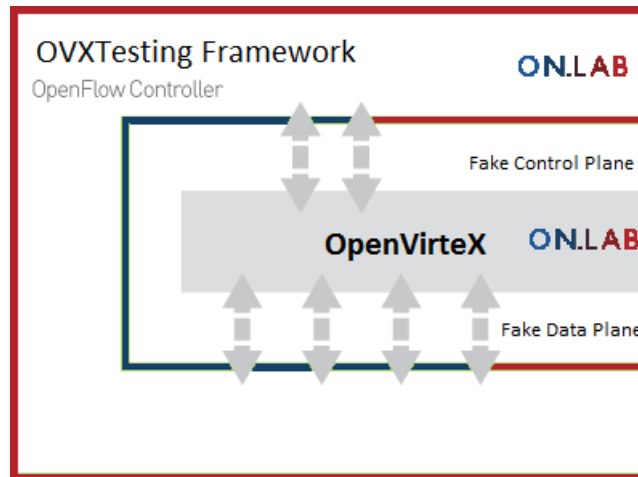 OVXTesting Framework
OpenFlow Controller
ON.LAB
Fake Control Plane
OpenVirteX
ON.LAB
Fake Data Plane